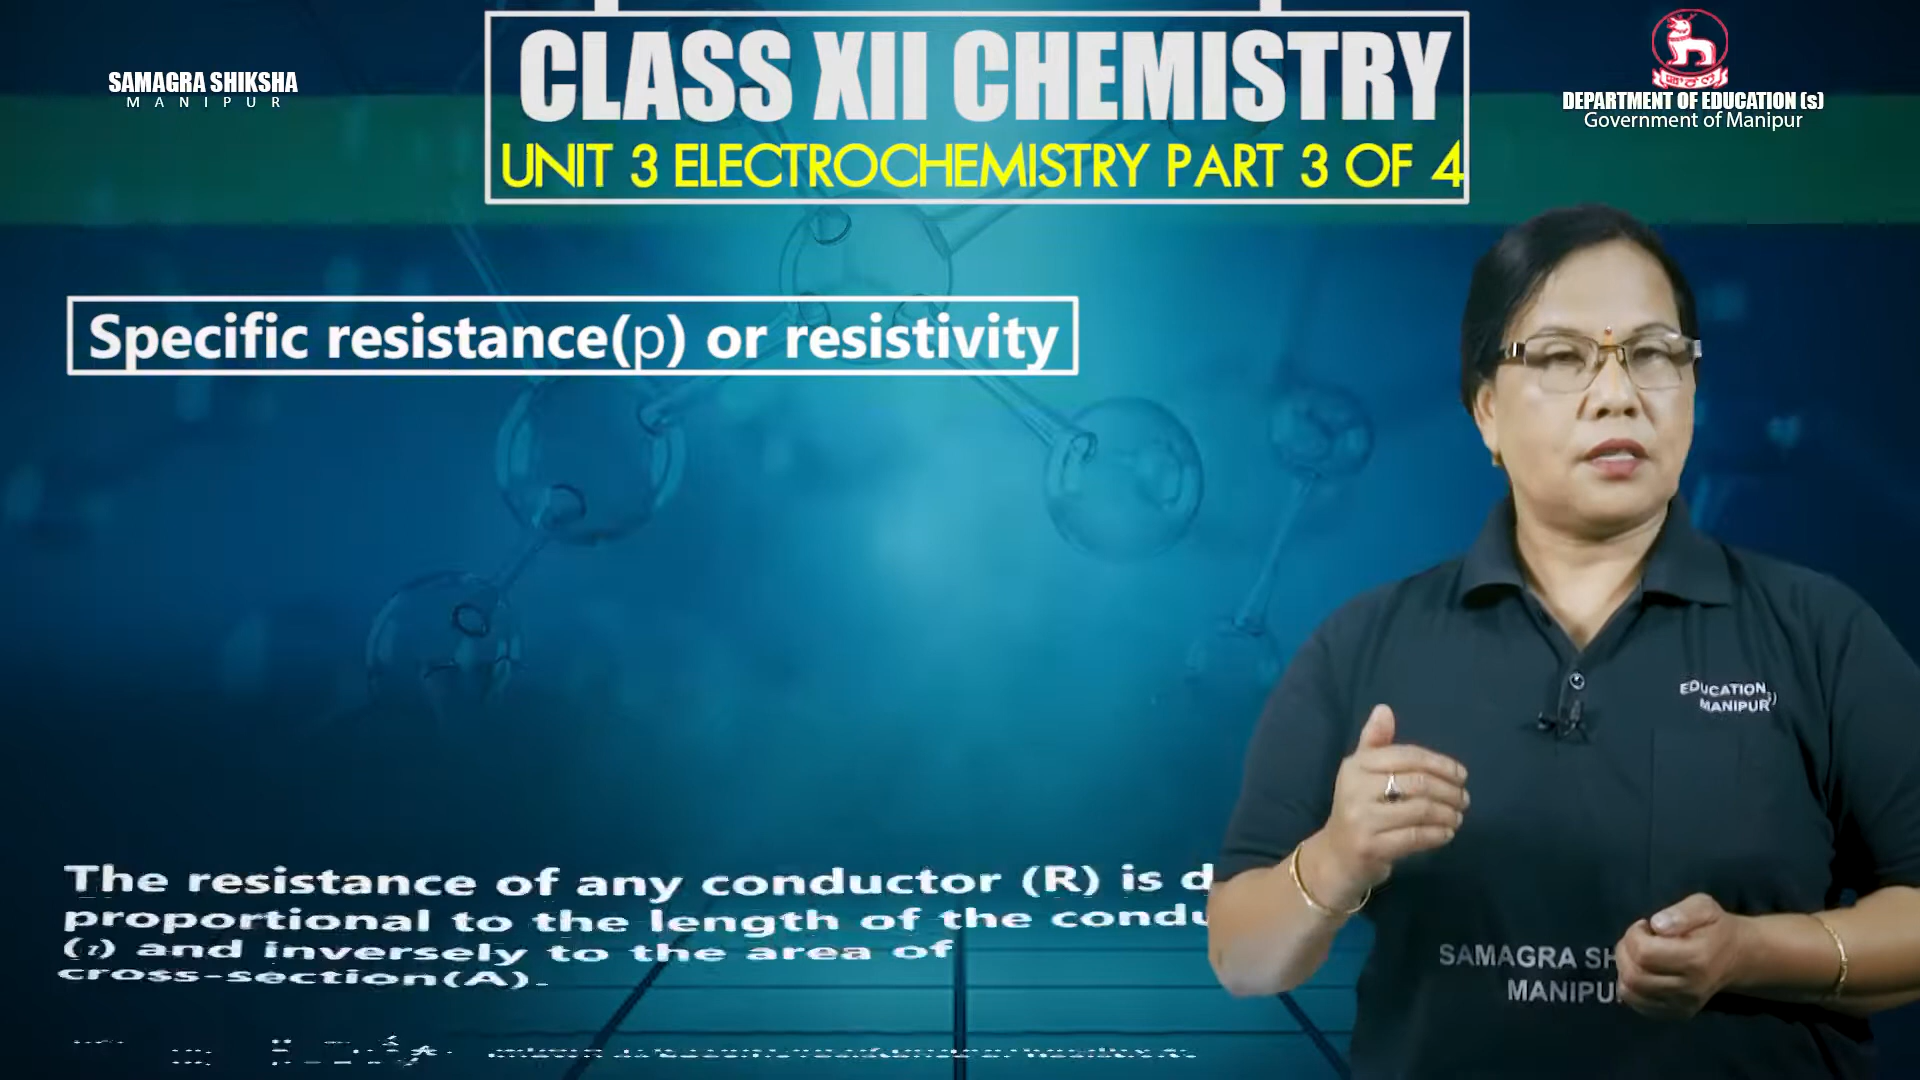 SAMAGRA SHIKSHA
MANIPUR
CLASS XII CHEMISTRY
UNIT 3 ELECTROCHEMISTRY PART 3 OF 4
DEPARTMENT OF EDUCATION (s)
Government of Manipur
Specific resistance(p) or resistivity
EDUCATION
MANIPUR
The resistance of any conductor (R) is d
proportional to the length of the condu
and inversely to the area of
cross-section(A).
SAMAGRA SH
MANIPU